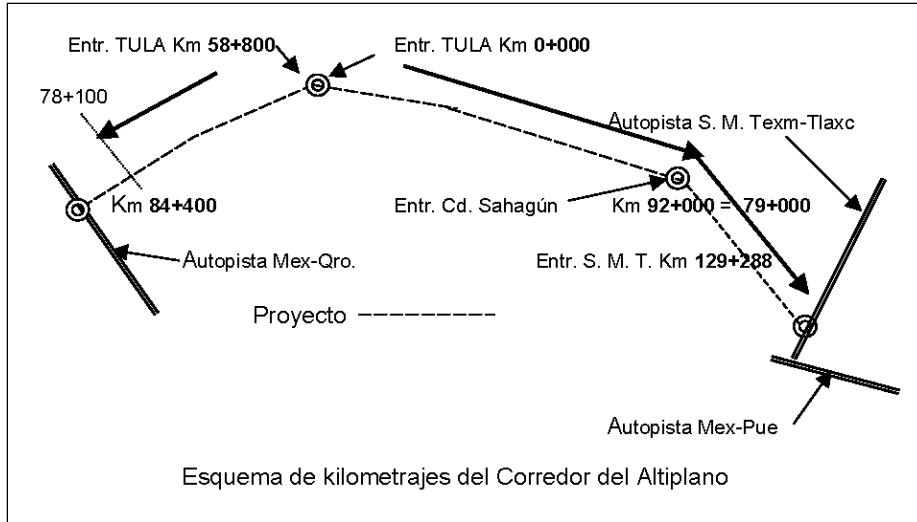 Entr. TULA Km 58+800
Entr. TULA Km 0+000
78+100
Autopista S. M. Texm-Tlaxc
Km 84+400
Entr. Cd. Sahagún
Km 92+000 = 79+000
Autopista Mex-Qro.
Entr. S. M. T. Km 129+288
Proyecto
Autopista Mex-Pue
Esquema de kilometrajes del Corredor del Altiplano